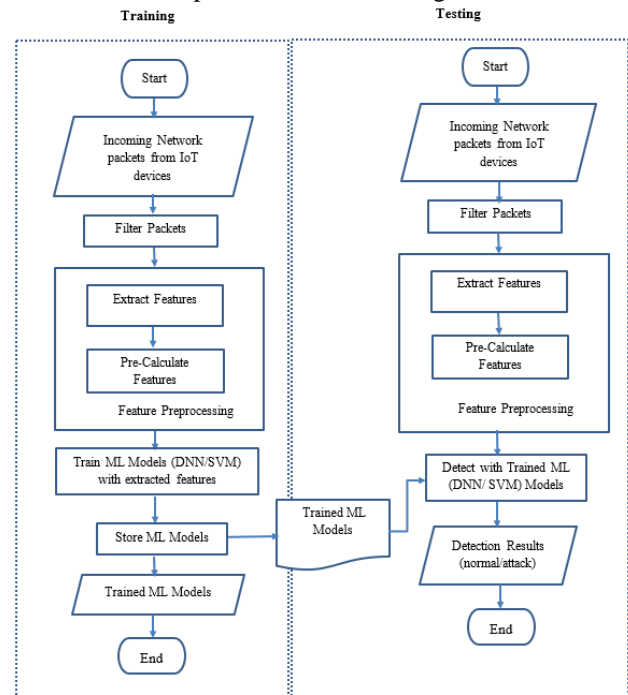 Training
Start
Incoming Network
packets from IoT
devices
Filter Packets
Extract Features
Pre-Calculate
Features
Feature Preprocessing
Train ML Models (DNN/SVM)
with extracted features
Store ML Models
Trained ML Models
End
Trained ML
Models
Testing
Start
Incoming Network
packets from IoT
devices
Filter Packets
Extract Features
Pre-Calculate
Features
Feature Preprocessing
Detect with Trained ML
(DNN/ SVM) Models
Detection Results
(normal/attack)
End